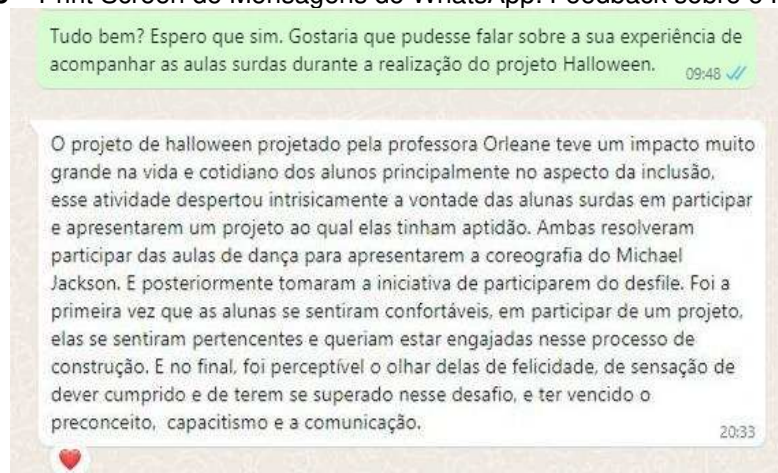 Print Screen de Mensagens do WhatsApp: Feedback sobre o
Tudo bem? Espero que sim. Gostaria que pudesse falar sobre a sua experiência de
acompanhar as aulas surdas durante a realização do projeto Halloween.
09:48
O projeto de halloween projetado pela professora Orleane teve um impacto muito
grande na vida e cotidiano dos alunos principalmente no aspecto da inclusão,
esse atividade despertou intrisicamente a vontade das alunas surdas em participar
e apresentarem um projeto ao qual elas tinham aptidão. Ambas resolveram
participar das aulas de dança para apresentarem a coreografia do Michael
Jackson. E posteriormente tomaram a iniciativa de participarem do desfile. Foi a
primeira vez que as alunas se sentiram confortáveis, em participar de um projeto,
elas se sentiram pertencentes e queriam estar engajadas nesse processo de
construção. E no final, foi perceptível o olhar delas de felicidade, de sensação de
dever cumprido e de terem se superado nesse desafio, e ter vencido o
preconceito, capacitismo e a comunicação.
20:33